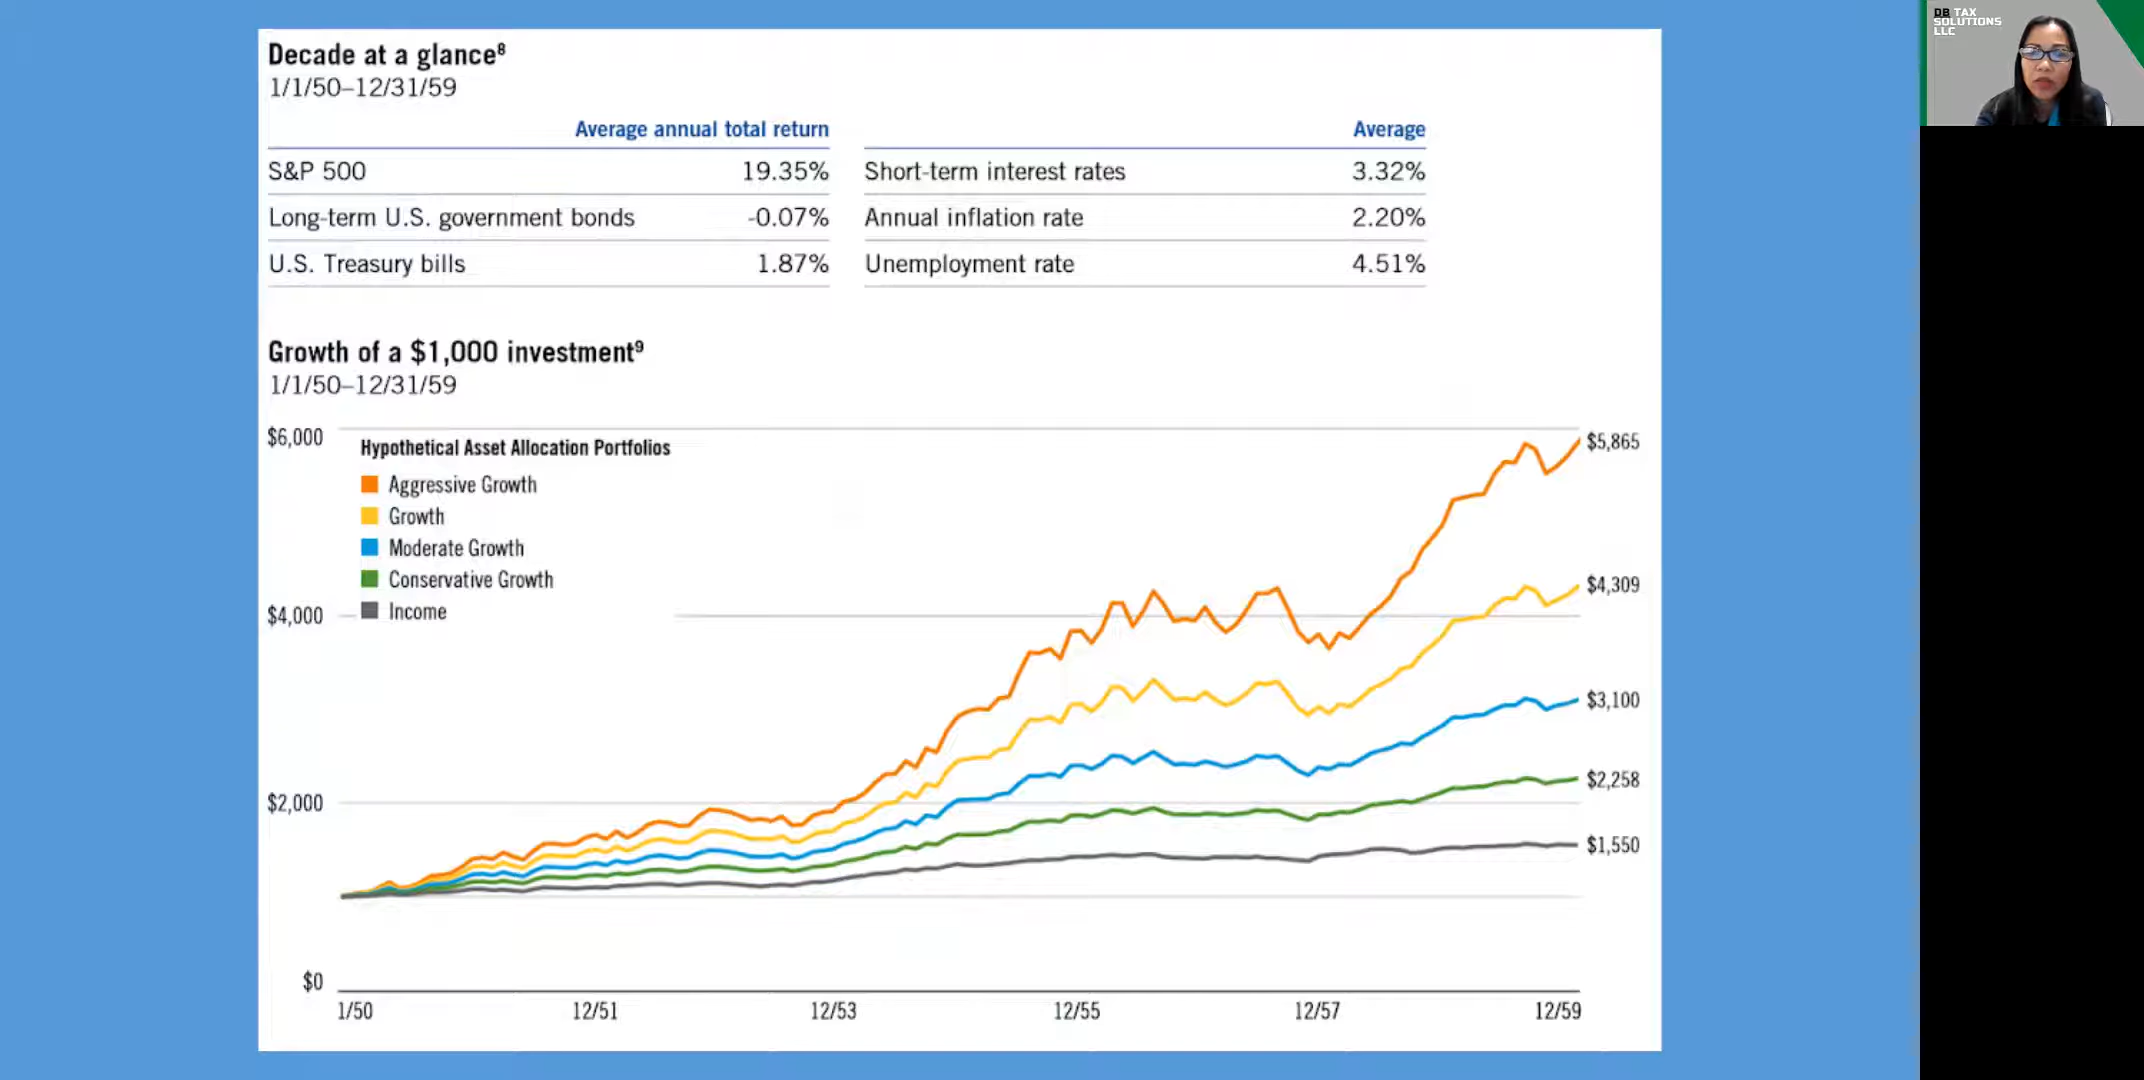 Decade at a glance⁸
1/1/50–12/31/59
Average annual total return
S&P 500 19.35%
Long-term U.S. government bonds -0.07%
U.S. Treasury bills 1.87%
Average
Short-term interest rates 3.32%
Annual inflation rate 2.20%
Unemployment rate 4.51%
Growth of a $1,000 investment⁹
1/1/50–12/31/59
Hypothetical Asset Allocation Portfolios
Aggressive Growth
Growth
Moderate Growth
Conservative Growth
Income
$6,000
$4,000
$2,000
$0
$5,865
$4,309
$3,100
$2,258
$1,550
1/50 12/51 12/53 12/55 12/57 12/59
DB TAX
SOLUTIONS
LLC